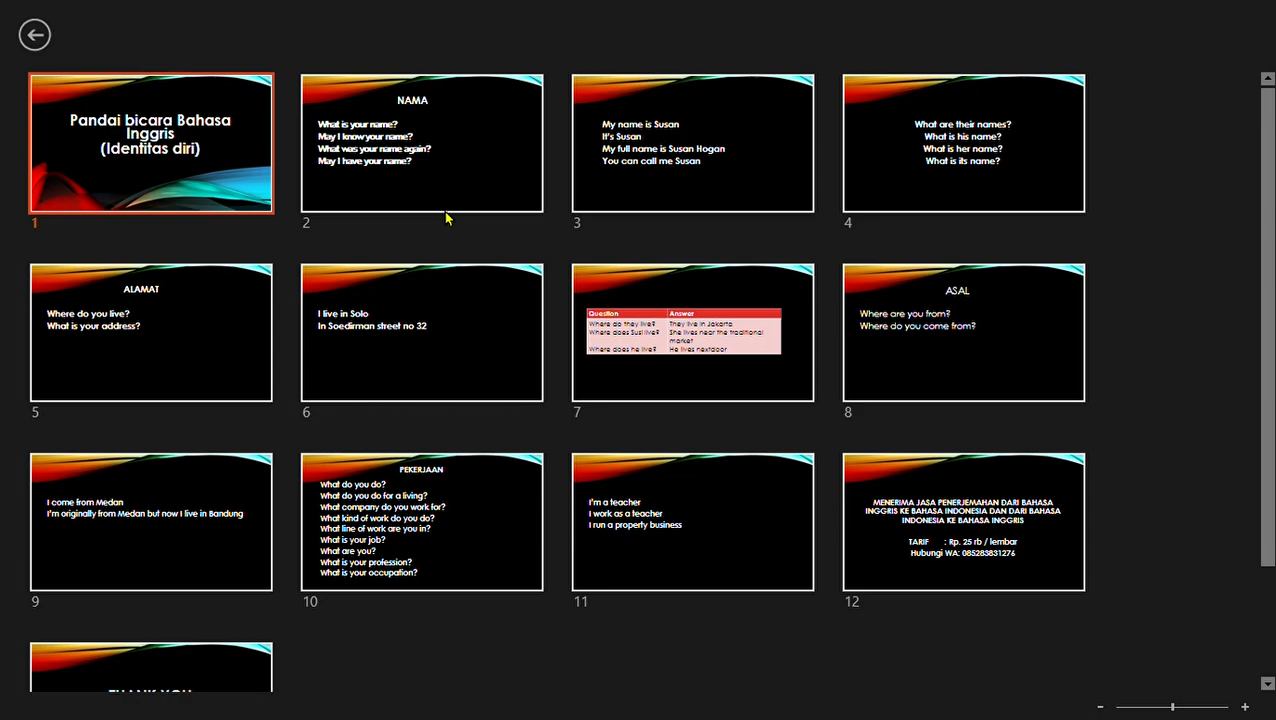 Pandai bicara Bahasa
Inggris
(Identitas diri)
1
NAMA
What is your name?
May I know your name?
What was your name again?
May I have your name?
2
My name is Susan
It's Susan
My full name is Susan Hogan
You can call me Susan
3
What are their names?
What is his name?
What is her name?
What is its name?
4
ALAMAT
Where do you live?
What is your address?
5
I live in Solo
In Soedirman street no 32
6
Question Answer
Where do they live? They live in Jakarta
Where does Susi live? She lives near the traditional
market
Where does he live? He lives nextdoor
7
ASAL
Where are you from?
Where do you come from?
8
I come from Medan
I'm originally from Medan but now I live in Bandung
9
PEKERJAAN
What do you do?
What do you do for a living?
What company do you work for?
What kind of work do you do?
What line of work are you in?
What is your job?
What are you?
What is your profession?
What is your occupation?
10
I'm a teacher
I work as a teacher
I run a property business
11
MENERIMA JASA PENERJEMAHAN DARI BAHASA
INGGRIS KE BAHASA INDONESIA DAN DARI BAHASA
INDONESIA KE BAHASA INGGRIS
TARIF : Rp. 25 rb / lembar
Hubungi WA: 085283831276
12
THANK YOU